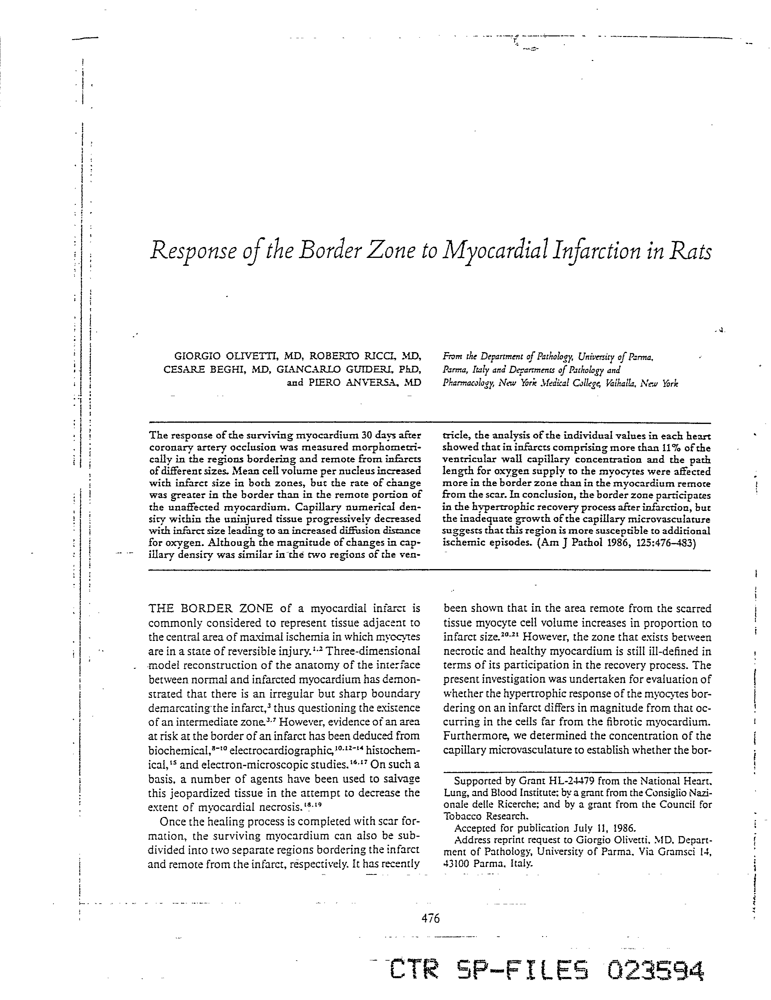 Response of the Border Zone to Myocardial Infarction in Rats
GIORGIO OLIVETTI, MD, ROBERTO RICCI, MD,
CESARE BEGHI, MD, GIANCARLO GUIDERI, PhD,
and PIERO ANVERSA, MD
From the Department of Pathology, University of Parma,
Parma, Italy and Departments of Pathology and
Pharmacology, New York Medical College, Valhalla, New York
The response of the surviving myocardium 30 days after
coronary artery occlusion was measured morphometri-
cally in the regions bordering and remote from infarcts
of different sizes. Mean cell volume per nucleus increased
with infarct size in both zones, but the rate of change
was greater in the border than in the remote portion of
the unaffected myocardium. Capillary numerical den-
sity within the uninjured tissue progressively decreased
with infarct size leading to an increased diffusion distance
for oxygen. Although the magnitude of changes in cap-
illary density was similar in the two regions of the ven-
tricle, the analysis of the individual values in each heart
showed that in infarcts comprising more than 11% of the
ventricular wall capillary concentration and the path
length for oxygen supply to the myocytes were affected
more in the border zone than in the myocardium remote
from the scar. In conclusion, the border zone participates
in the hypertrophic recovery process after infarction, but
the inadequate growth of the capillary microvasculature
suggests that this region is more susceptible to additional
ischemic episodes. (Am J Pathol 1986, 125:476–483)
THE BORDER ZONE of a myocardial infarct is
commonly considered to represent tissue adjacent to
the central area of maximal ischemia in which myocytes
are in a state of reversible injury.1,2 Three-dimensional
model reconstruction of the anatomy of the interface
between normal and infarcted myocardium has demon-
strated that there is an irregular but sharp boundary
demarcating the infarct,3 thus questioning the existence
of an intermediate zone.3-7 However, evidence of an area
at risk at the border of an infarct has been deduced from
biochemical,8–10 electrocardiographic,10,12–14 histochem-
ical,15 and electron-microscopic studies.16,17 On such a
basis, a number of agents have been used to salvage
this jeopardized tissue in the attempt to decrease the
extent of myocardial necrosis.18,19
Once the healing process is completed with scar for-
mation, the surviving myocardium can also be sub-
divided into two separate regions bordering the infarct
and remote from the infarct, respectively. It has recently
been shown that in the area remote from the scarred
tissue myocyte cell volume increases in proportion to
infarct size.20,21 However, the zone that exists between
necrotic and healthy myocardium is still ill-defined in
terms of its participation in the recovery process. The
present investigation was undertaken for evaluation of
whether the hypertrophic response of the myocytes bor-
dering on an infarct differs in magnitude from that oc-
curring in the cells far from the fibrotic myocardium.
Furthermore, we determined the concentration of the
capillary microvasculature to establish whether the bor-
Supported by Grant HL-24479 from the National Heart,
Lung, and Blood Institute; by a grant from the Consiglio Nazi-
onale delle Ricerche; and by a grant from the Council for
Tobacco Research.
Accepted for publication July 11, 1986.
Address reprint request to Giorgio Olivetti, MD, Depart-
ment of Pathology, University of Parma, Via Gramsci 14,
43100 Parma, Italy.
476
CTR SP-FILES 023594